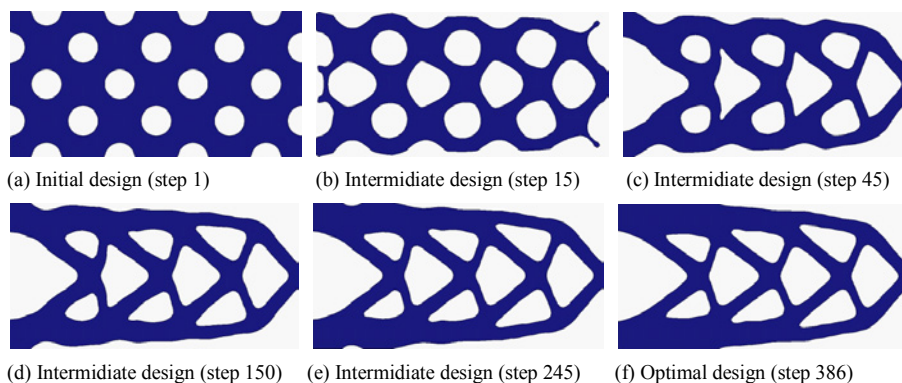 (a) Initial design (step 1)
(b) Intermidiate design (step 15)
(c) Intermidiate design (step 45)
(d) Intermidiate design (step 150)
(e) Intermidiate design (step 245)
(f) Optimal design (step 386)